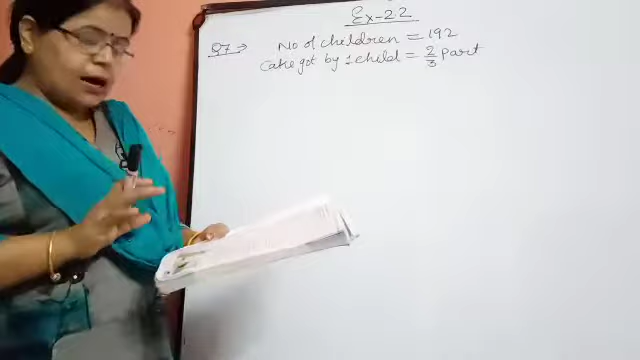 Ex-2.2
Q7→ No of children = 192
Cake got by 1 child = 2/3 part